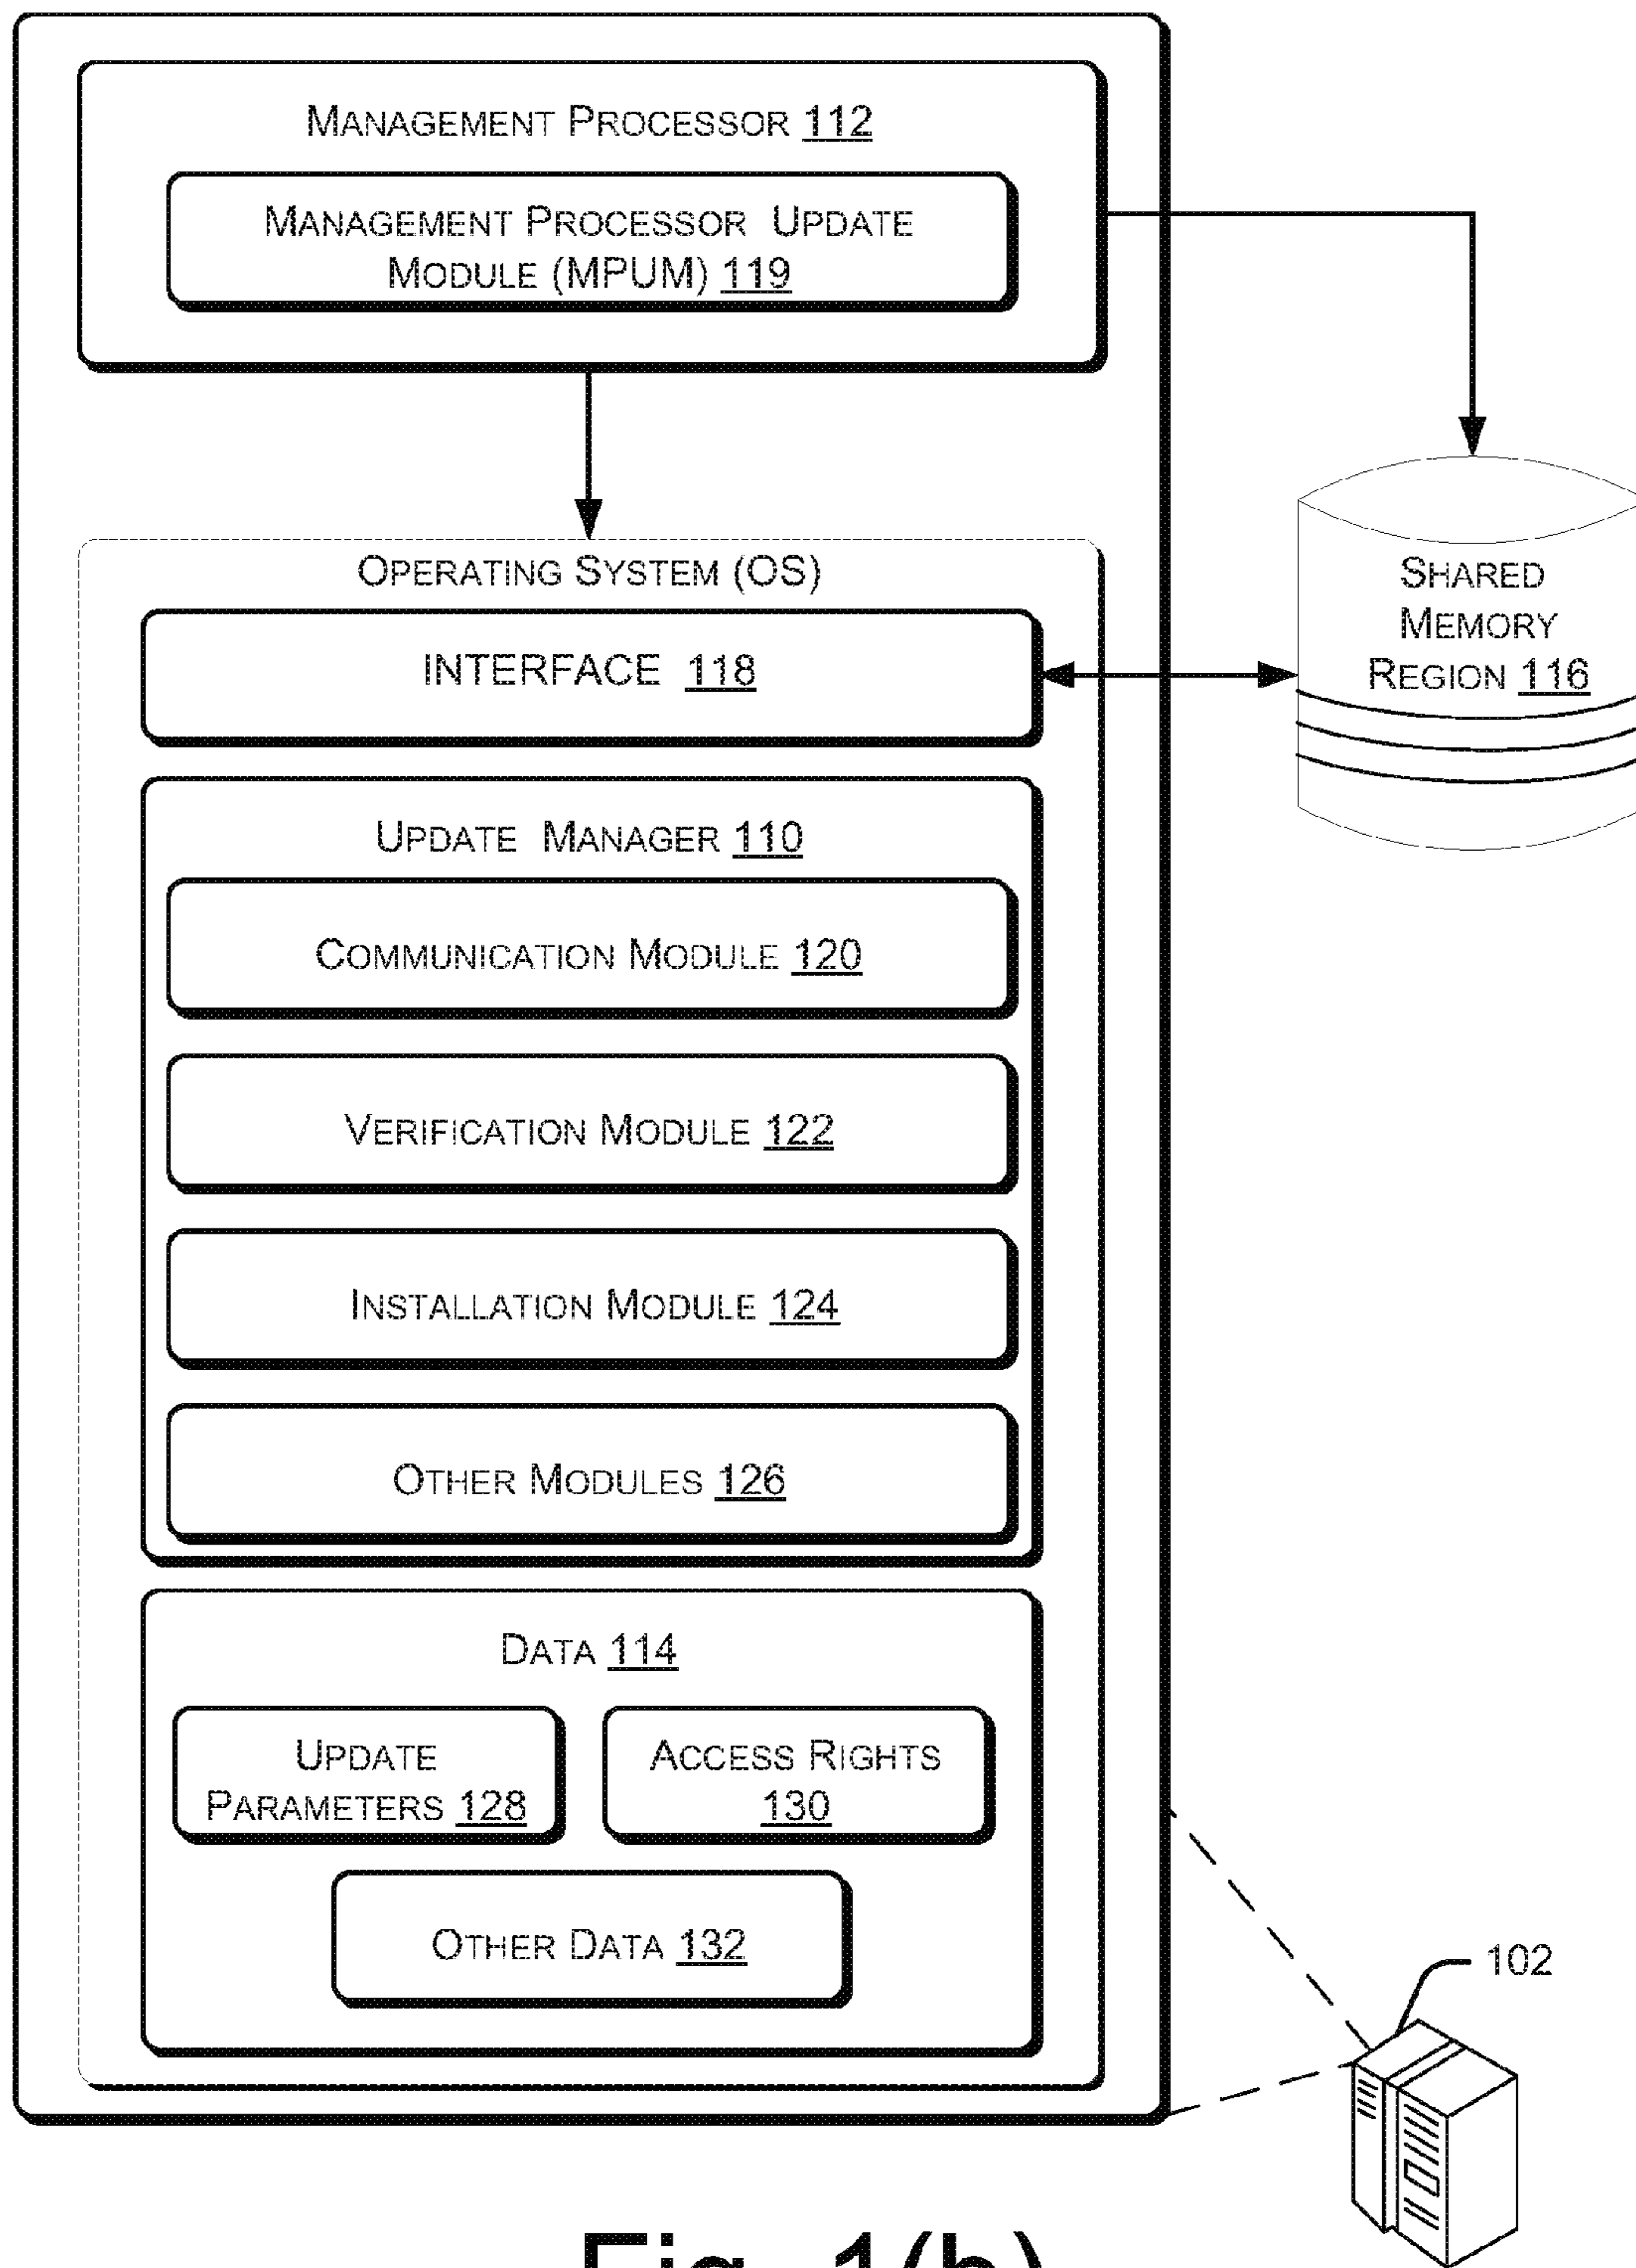 MANAGEMENT PROCESSOR 112
MANAGEMENT PROCESSOR UPDATE
MODULE (MPUM) 119
OPERATING SYSTEM (OS)
INTERFACE 118
SHARED
MEMORY
REGION 116
UPDATE MANAGER 110
COMMUNICATION MODULE 120
VERIFICATION MODULE 122
INSTALLATION MODULE 124
OTHER MODULES 126
DATA 114
UPDATE
PARAMETERS 128
ACCESS RIGHTS
130
OTHER DATA 132
102
Fig. 1(b)